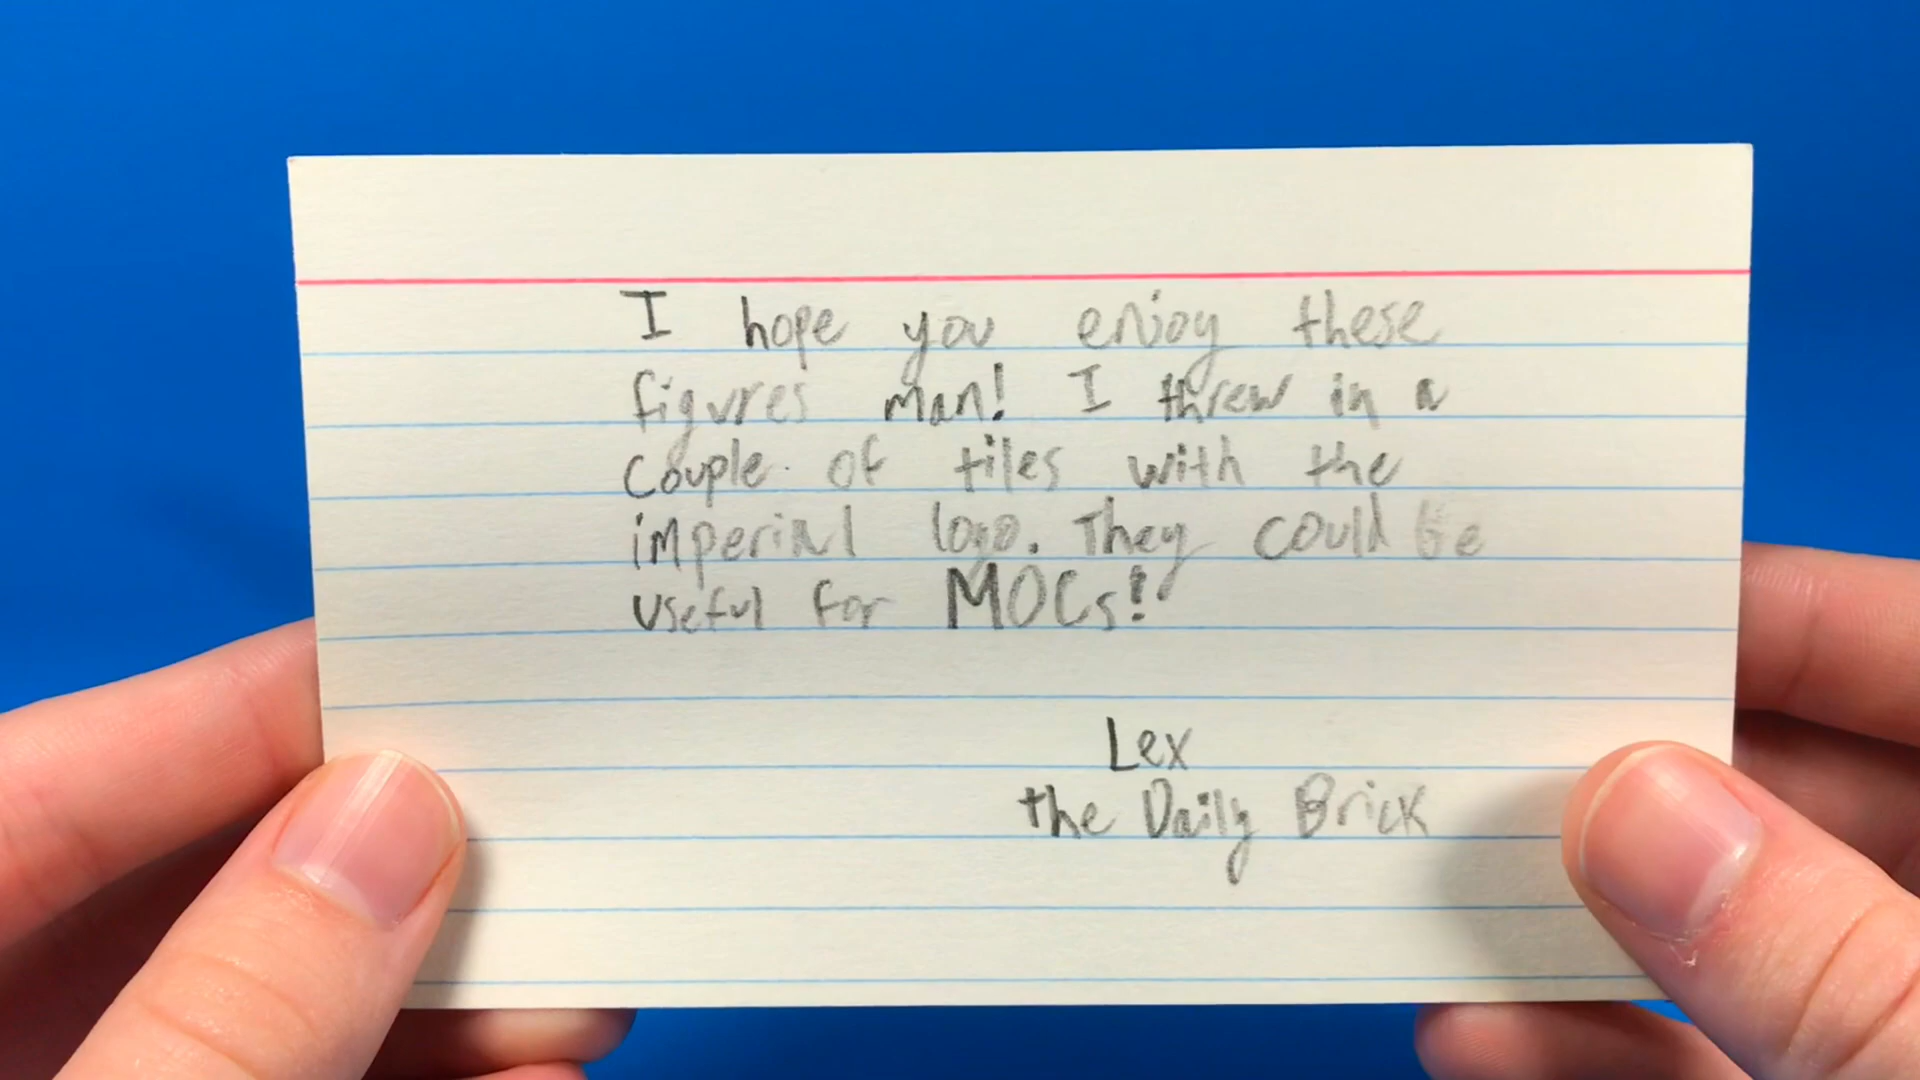 I hope you enjoy these
figures man! I threw in a
couple of tiles with the
imperial logo. They could be
useful for MOCs!
Lex
the Daily Brick